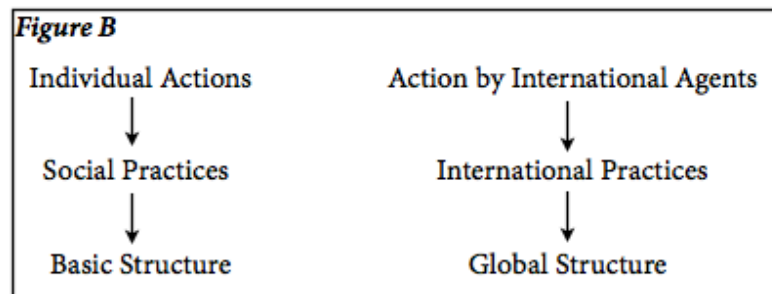 Figure B
Individual Actions
Action by International Agents
Social Practices
International Practices
Basic Structure
Global Structure